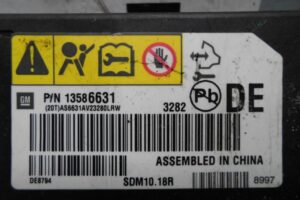 GM
P/N 13586631
(20T)AS6631AV23280LRW
3282
Pb
DE
ASSEMBLED IN CHINA
DE8794
SDM10.18R
8997